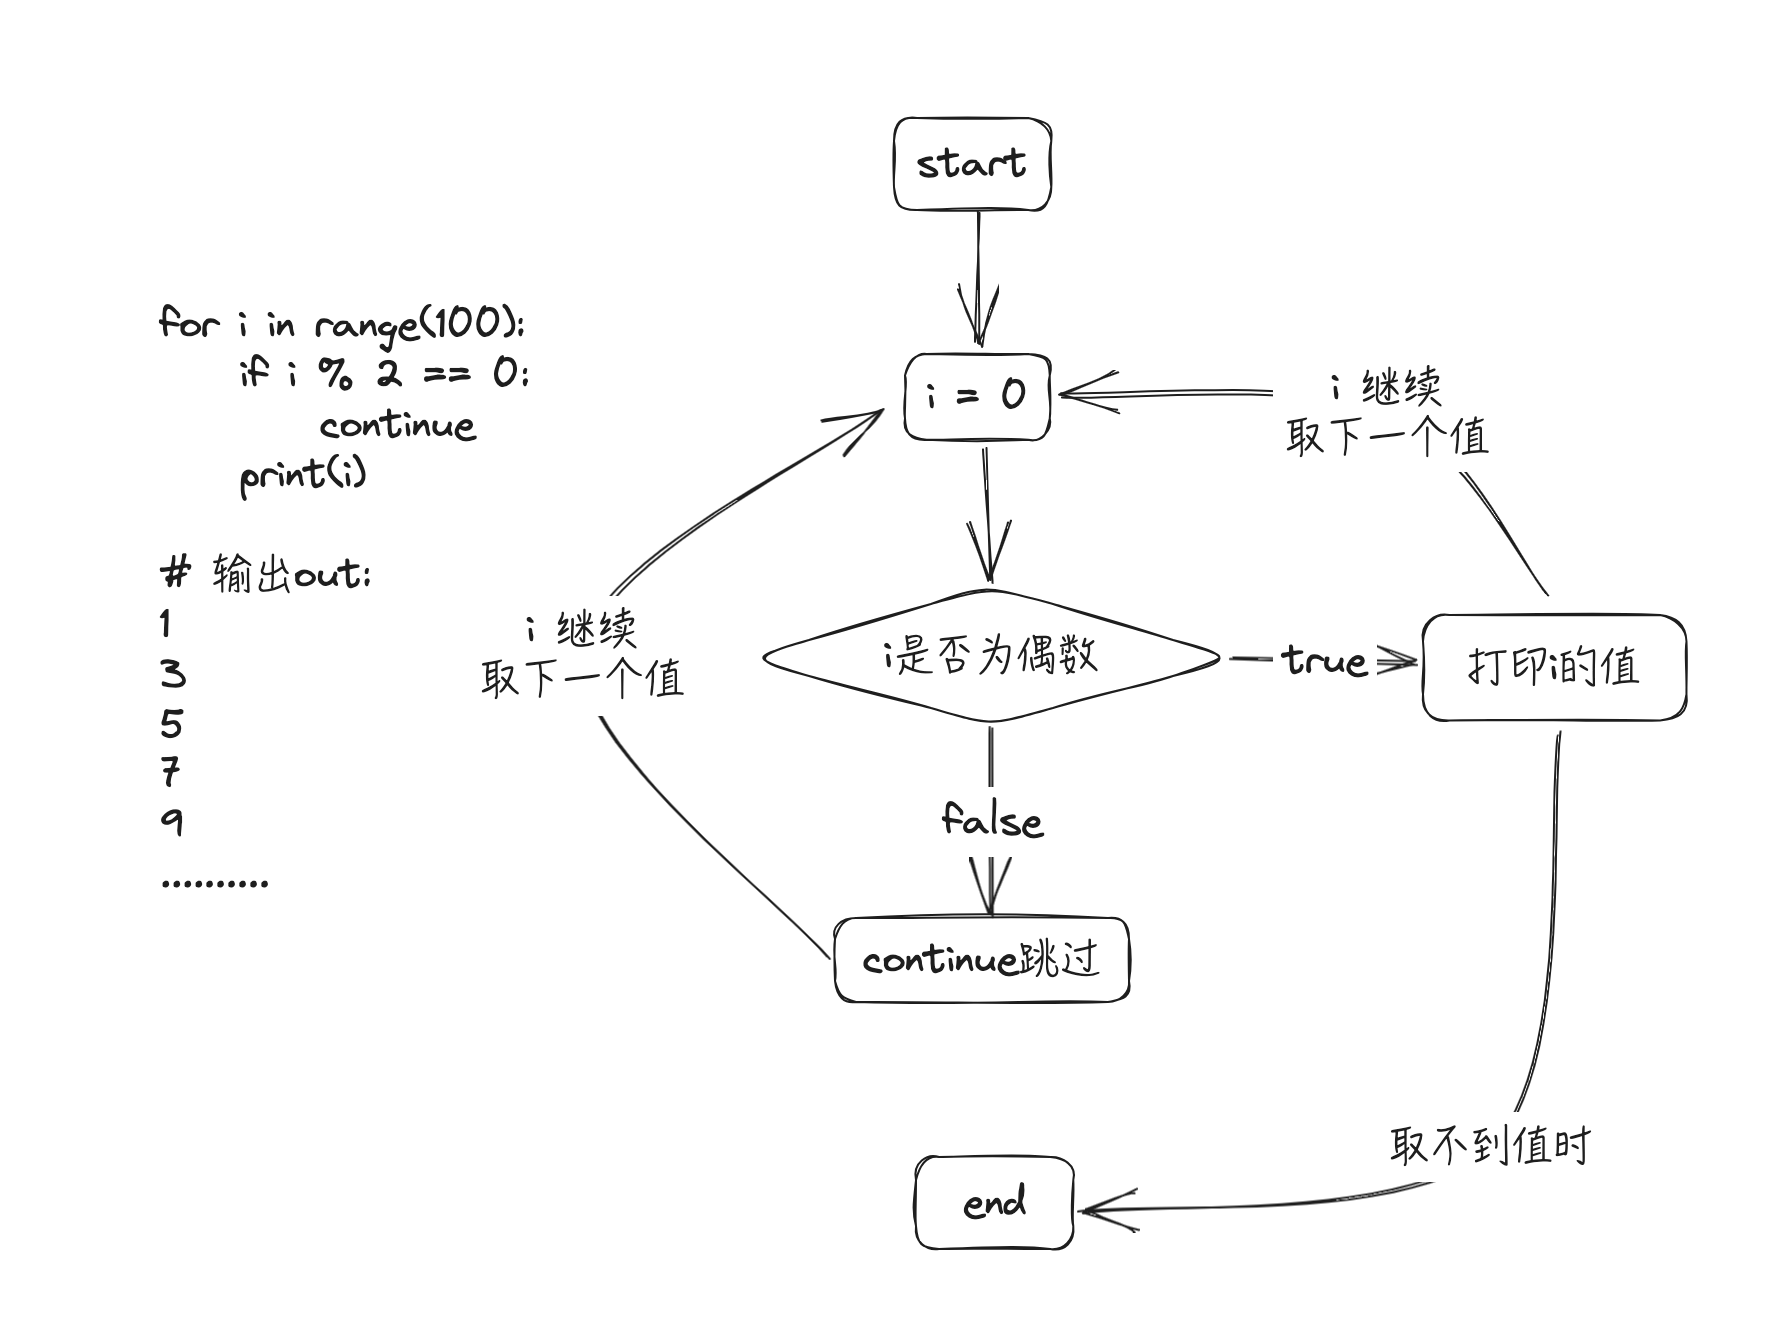 for i in range(100):
if i % 2 == 0:
continue
print(i)
# 输出out:
1
3
5
7
9
..........
start
i = 0
i 继续
取下一个值
i 继续
取下一个值
i是否为偶数
true
打印i的值
false
continue跳过
取不到值时
end